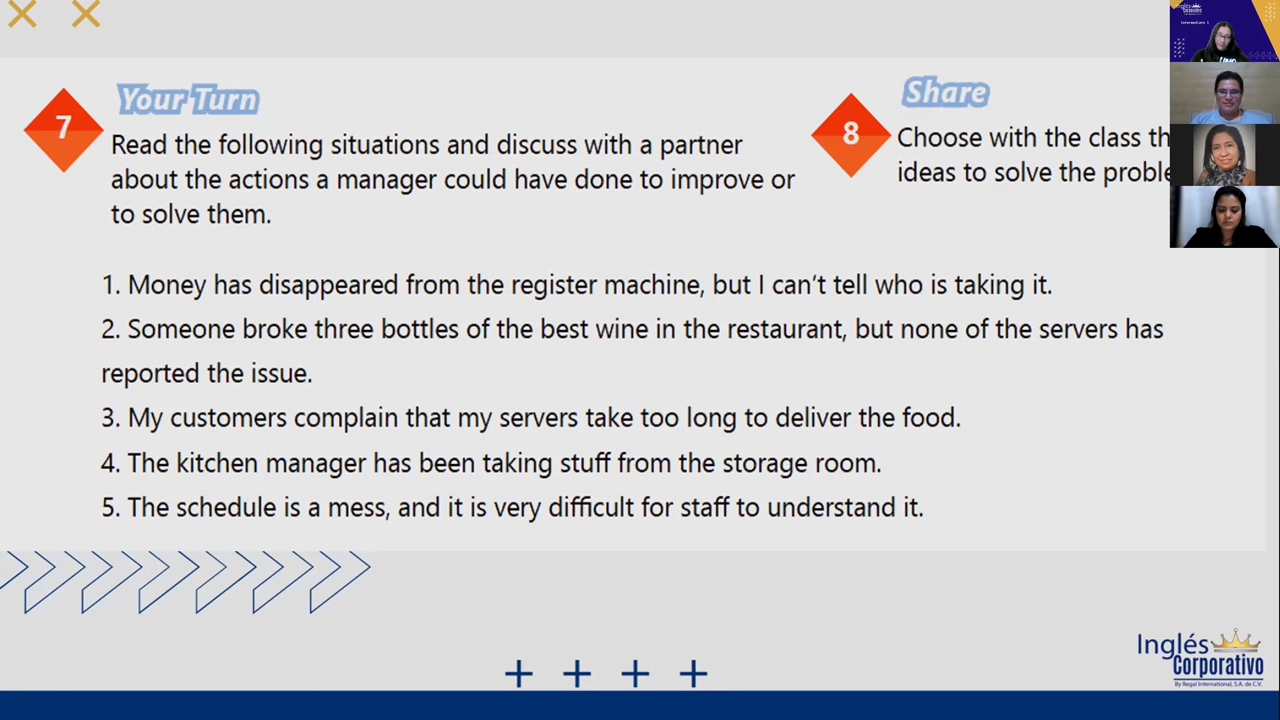 Your Turn
7
Read the following situations and discuss with a partner
about the actions a manager could have done to improve or
to solve them.
Share
8
Choose with the class th
ideas to solve the proble
1. Money has disappeared from the register machine, but I can't tell who is taking it.
2. Someone broke three bottles of the best wine in the restaurant, but none of the servers has
reported the issue.
3. My customers complain that my servers take too long to deliver the food.
4. The kitchen manager has been taking stuff from the storage room.
5. The schedule is a mess, and it is very difficult for staff to understand it.
Inglés
Corporativo
Intermediate 1
Inglés
Corporativo
By Regal International, S.A. de C.V.